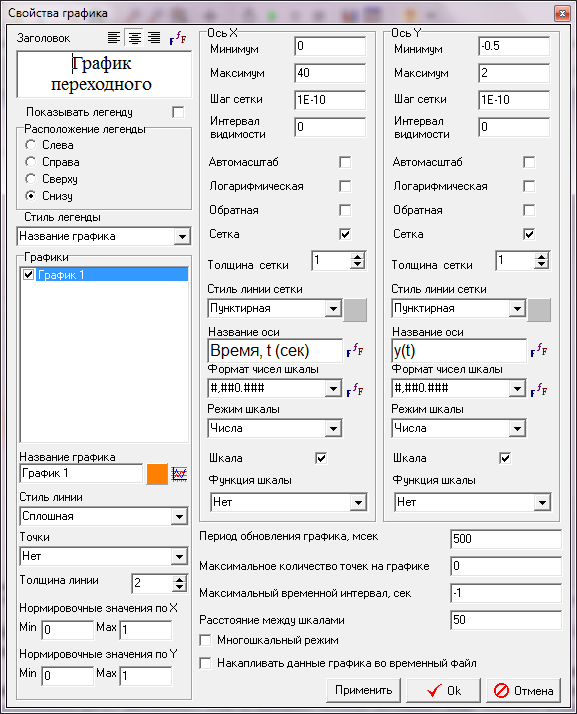 Свойства графика
Заголовок
График
переходного
Показывать легенду
Расположение легенды
Слева
Справа
Сверху
Снизу
Стиль легенды
Название графика
Графики
График 1
Название графика
График 1
Стиль линии
Сплошная
Точки
Нет
Толщина линии
2
Нормировочные значения по X
Min 0 Max 1
Нормировочные значения по Y
Min 0 Max 1
Ось X
Минимум 0
Максимум 40
Шаг сетки 1E-10
Интервал
видимости 0
Автомасштаб
Логарифмическая
Обратная
Сетка
Толщина сетки 1
Стиль линии сетки
Пунктирная
Название оси
Время, t (сек)
Формат чисел шкалы
#,##0.###
Режим шкалы
Числа
Шкала
Функция шкалы
Нет
Ось Y
Минимум -0.5
Максимум 2
Шаг сетки 1E-10
Интервал
видимости 0
Автомасштаб
Логарифмическая
Обратная
Сетка
Толщина сетки 1
Стиль линии сетки
Пунктирная
Название оси
y(t)
Формат чисел шкалы
#,##0.###
Режим шкалы
Числа
Шкала
Функция шкалы
Нет
Период обновления графика, мсек 500
Максимальное количество точек на графике 0
Максимальный временной интервал, сек -1
Расстояние между шкалами 50
Многошкальный режим
Накапливать данные графика во временный файл
Применить Ok Отмена